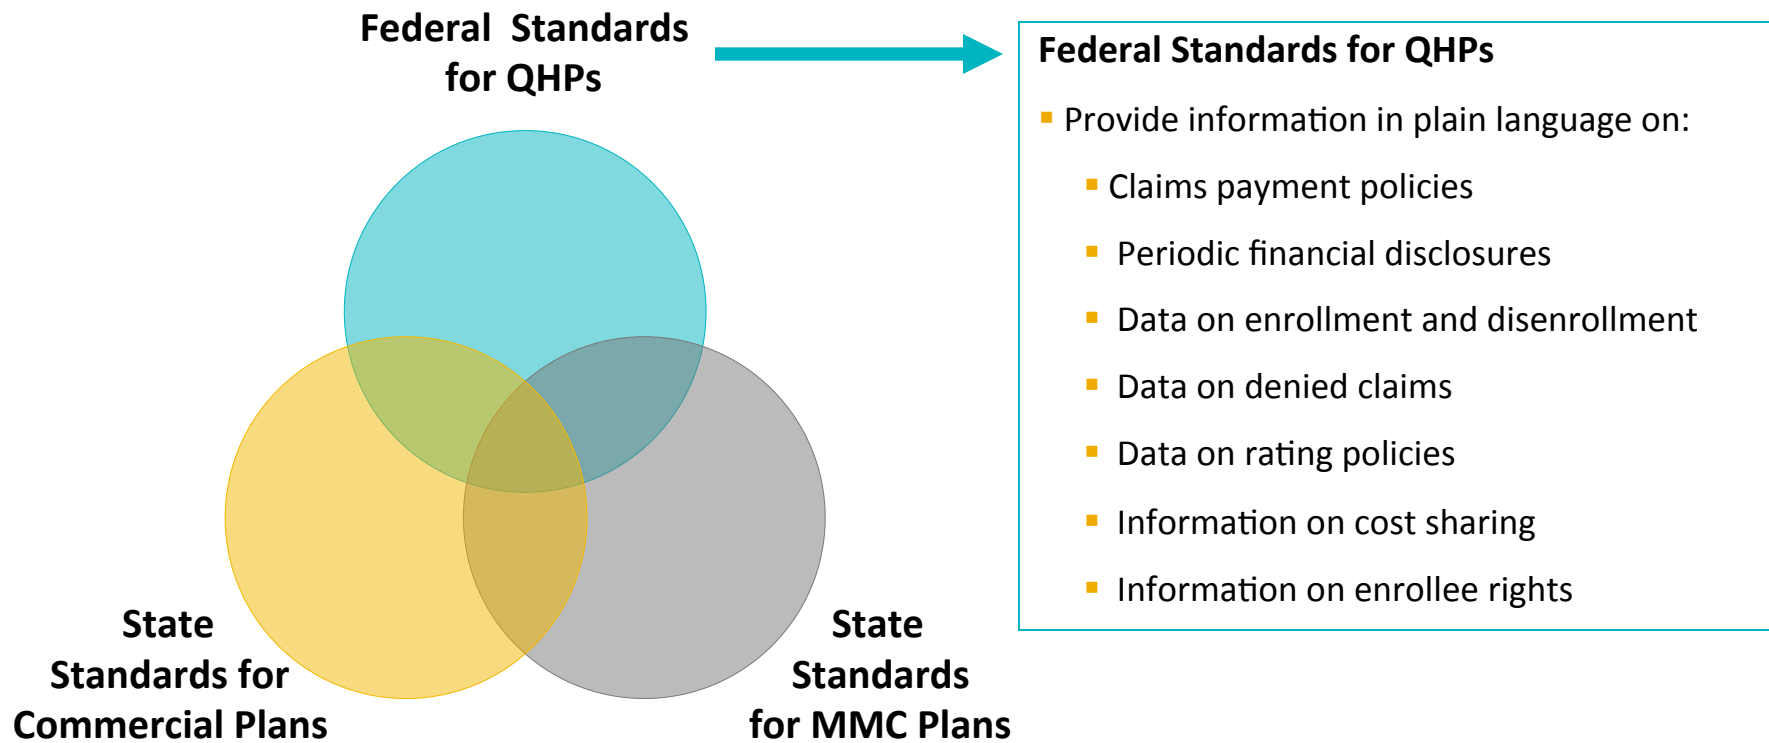 Federal Standards
for QHPs
Federal Standards for QHPs
Provide information in plain language on:
Claims payment policies
Periodic financial disclosures
Data on enrollment and disenrollment
Data on denied claims
Data on rating policies
Information on cost sharing
Information on enrollee rights
State
Standards for
Commercial Plans
State
Standards
for MMC Plans